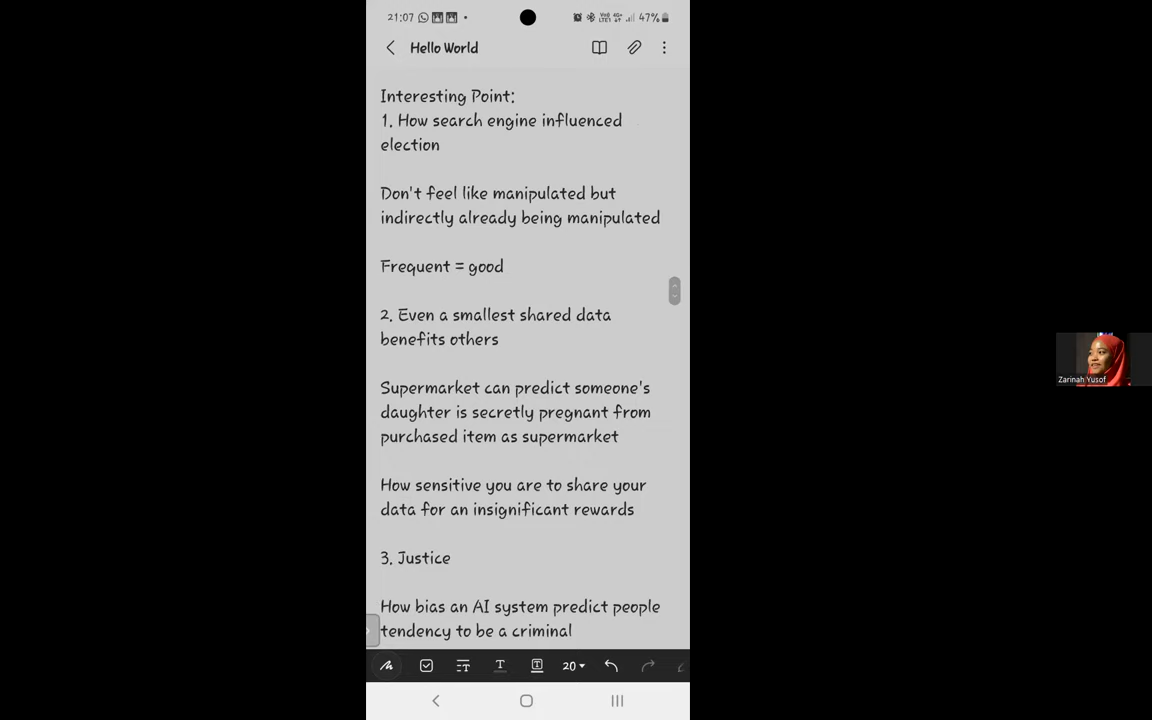 21:07
47%
Hello World
Interesting Point:
1. How search engine influenced
election
Don't feel like manipulated but
indirectly already being manipulated
Frequent = good
2. Even a smallest shared data
benefits others
Supermarket can predict someone's
daughter is secretly pregnant from
purchased item as supermarket
How sensitive you are to share your
data for an insignificant rewards
3. Justice
How bias an AI system predict people
tendency to be a criminal
20
Zarinah Yusof